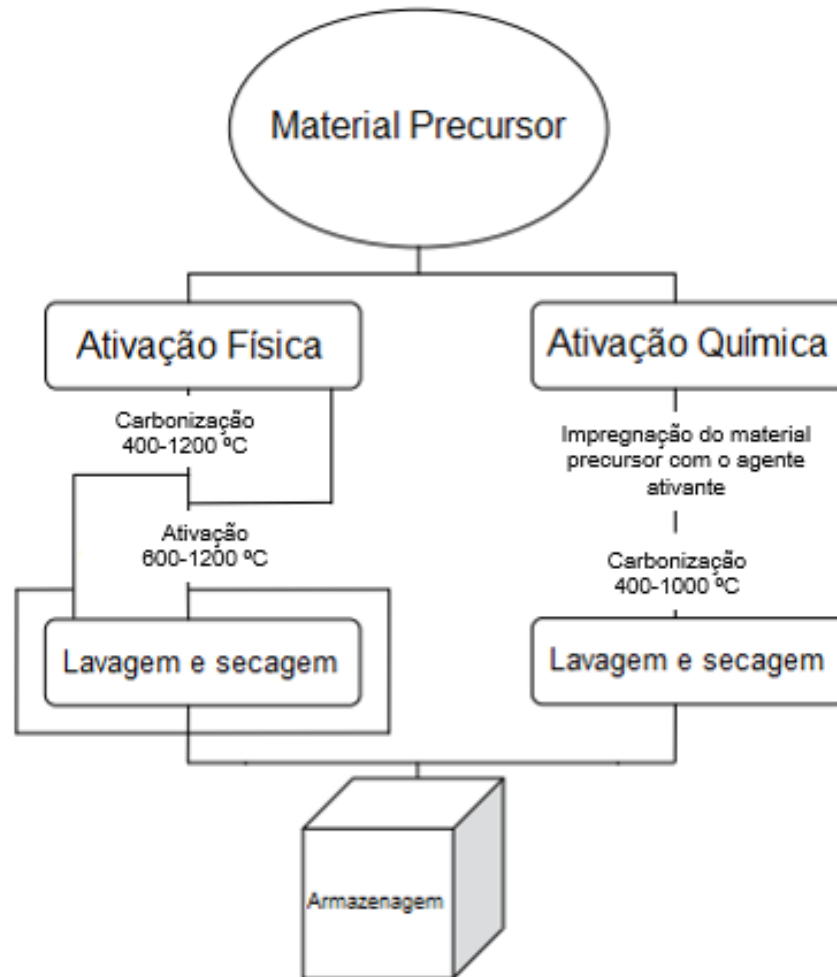 Material Precursor
Ativação Física
Ativação Química
Carbonização
400-1200 ºC
Impregnação do material
precursor com o agente
ativante
Ativação
600-1200 ºC
Carbonização
400-1000 ºC
Lavagem e secagem
Lavagem e secagem
Armazenagem